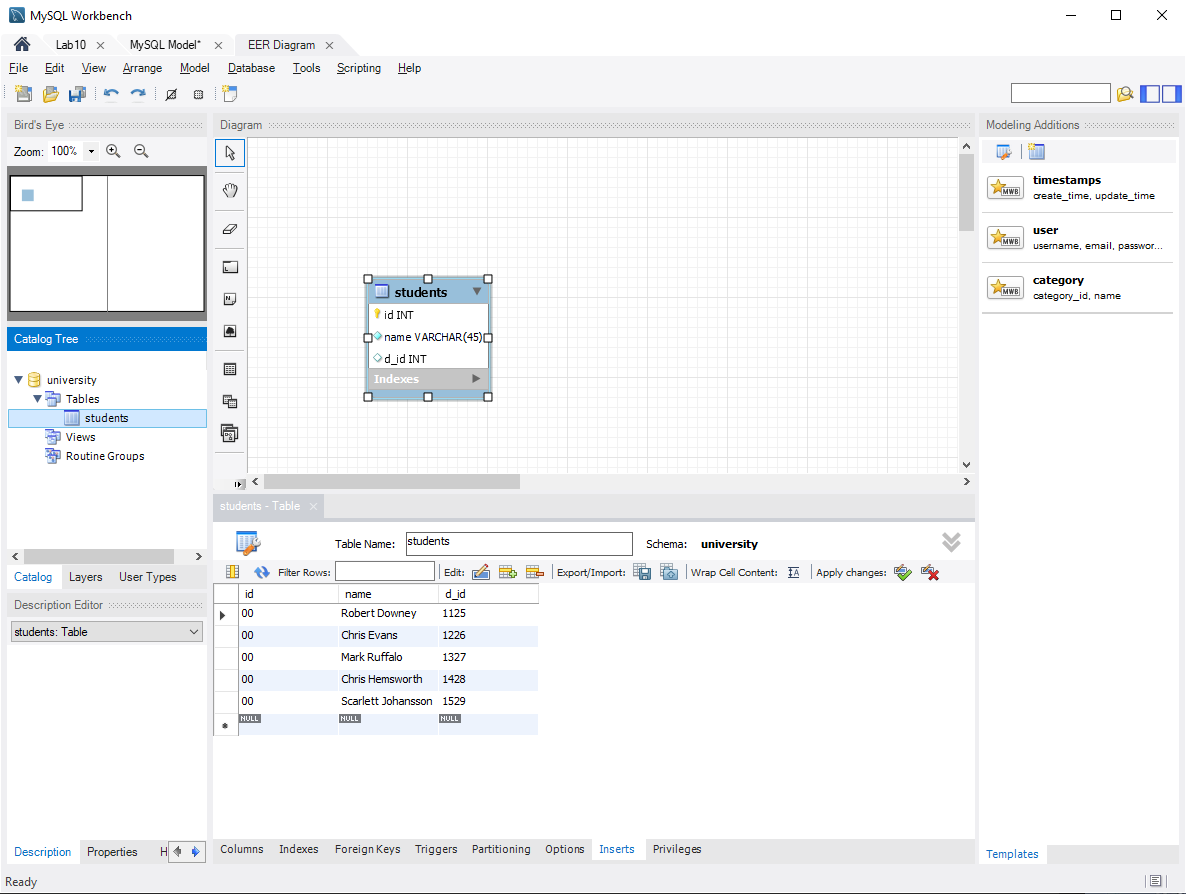 MySQL Workbench
Lab10
MySQL Model*
EER Diagram
File Edit View Arrange Model Database Tools Scripting Help
Bird's Eye
Zoom: 100%
Catalog Tree
university
Tables
students
Views
Routine Groups
Catalog Layers User Types
Description Editor
students: Table
Description Properties H
Diagram
students
id INT
name VARCHAR(45)
d_id INT
Indexes
students - Table
Table Name: students Schema: university
Filter Rows: Edit: Export/Import: Wrap Cell Content: IA Apply changes:
id name d_id
00 Robert Downey 1125
00 Chris Evans 1226
00 Mark Ruffalo 1327
00 Chris Hemsworth 1428
00 Scarlett Johansson 1529
NULL NULL NULL
Columns Indexes Foreign Keys Triggers Partitioning Options Inserts Privileges
Modeling Additions
MWB
timestamps
create_time, update_time
MWB
user
username, email, passwor...
MWB
category
category_id, name
Templates
Ready